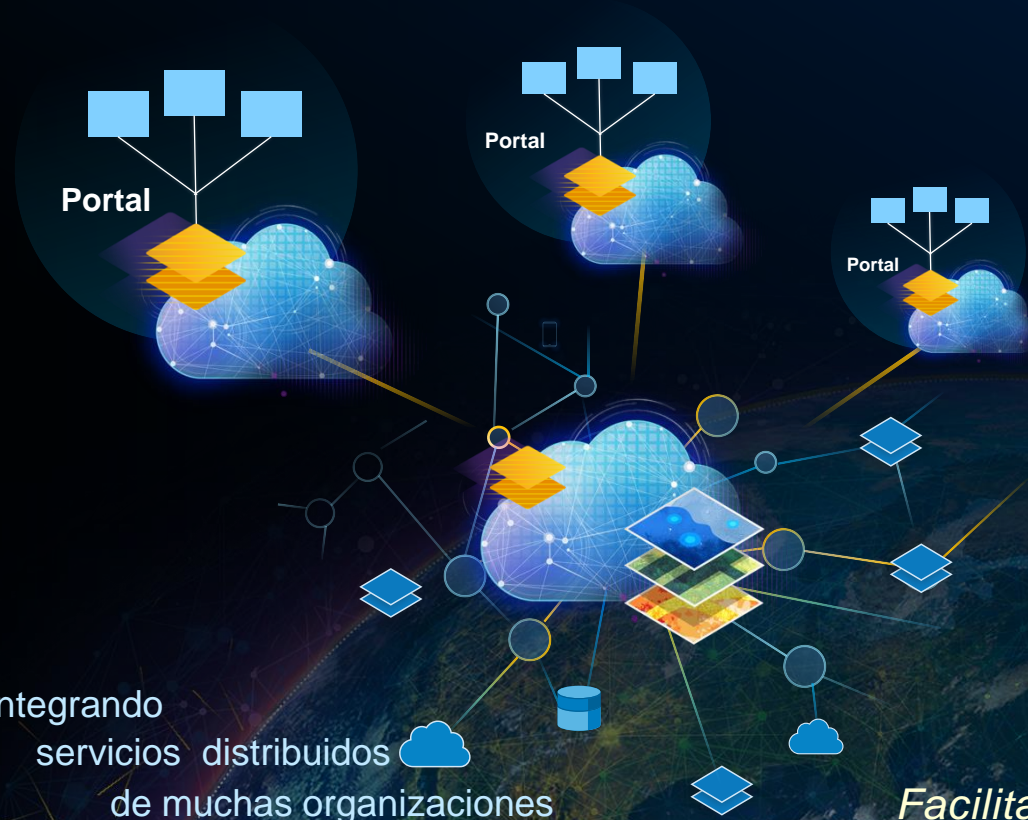 Portal
Portal
Portal
ntegrando
servicios distribuidos
de muchas organizaciones
Facilita